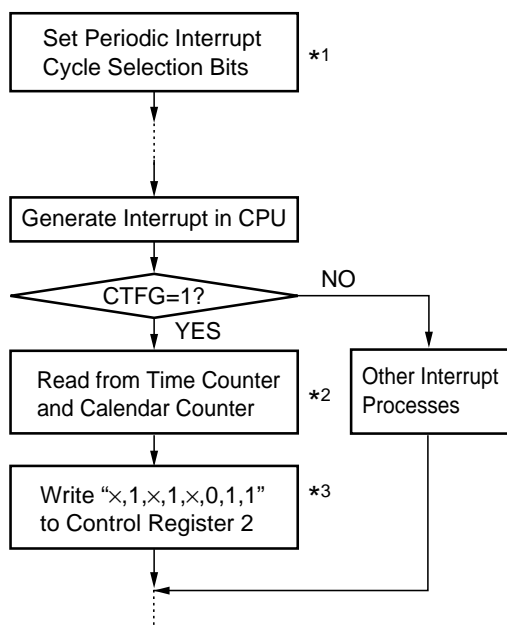 Set Periodic Interrupt
Cycle Selection Bits
*1
Generate Interrupt in CPU
CTFG=1?
NO
YES
Read from Time Counter
and Calendar Counter
*2
Other Interrupt
Processes
Write “×,1,×,1,×,0,1,1”
to Control Register 2
*3